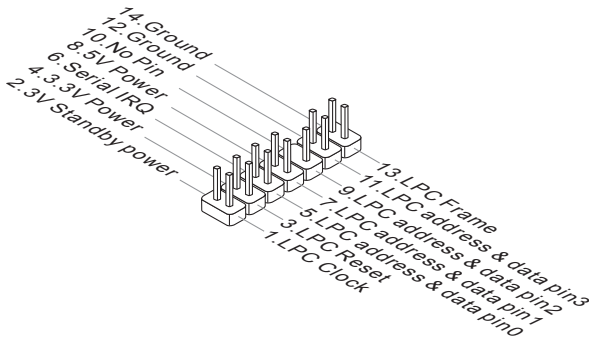 14.Ground
12.Ground
10.No Pin
8.5V Power
6.Serial IRQ
4.3.3V Power
2.3V Standby power
13.LPC Frame
11.LPC address & data pin3
9.LPC address & data pin2
7.LPC address & data pin1
5.LPC address & data pin0
3.LPC Reset
1.LPC Clock